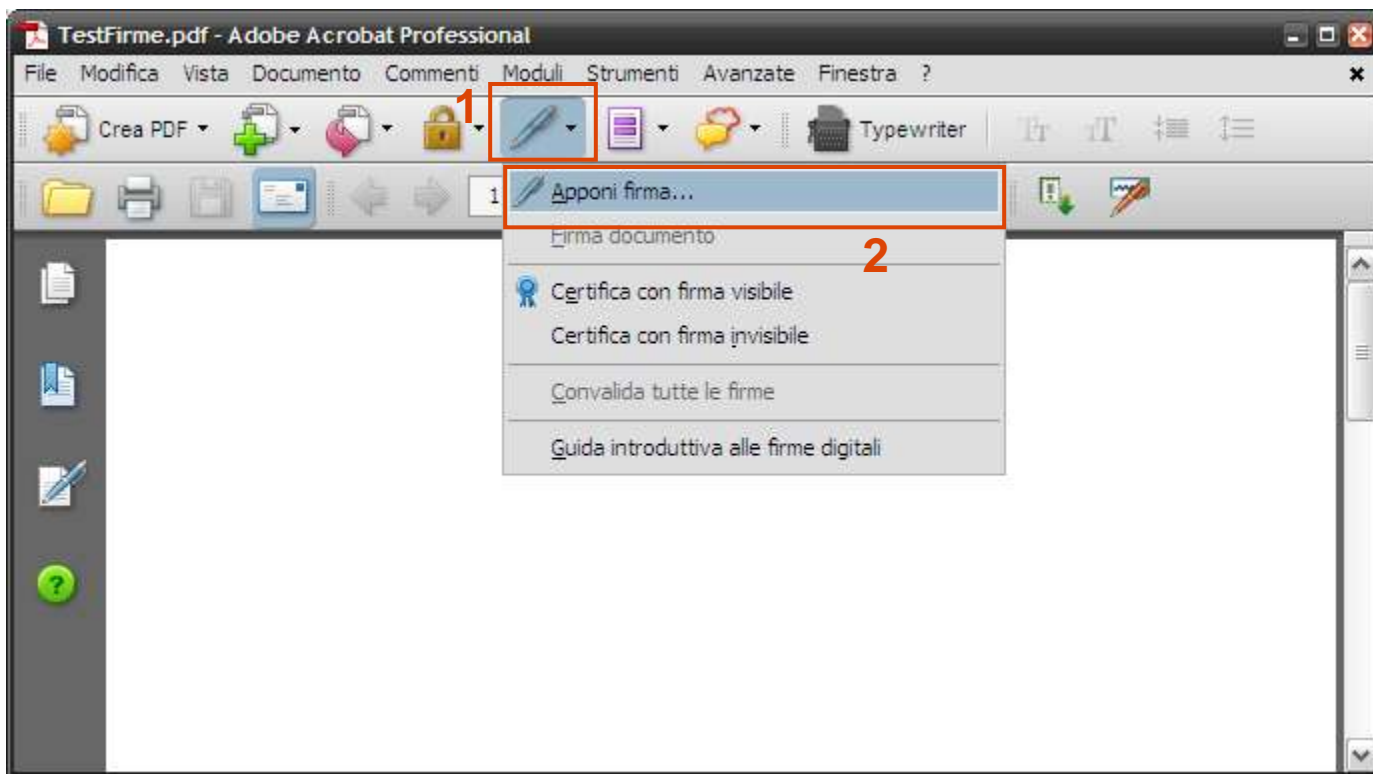 TestFirme.pdf - Adobe Acrobat Professional
File Modifica Vista Documento Commenti Moduli Strumenti Avanzate Finestra ?
1
Crea PDF
Typewriter
1
Apponi firma...
Firma documento
2
Certifica con firma visibile
Certifica con firma invisibile
Convalida tutte le firme
Guida introduttiva alle firme digitali
?